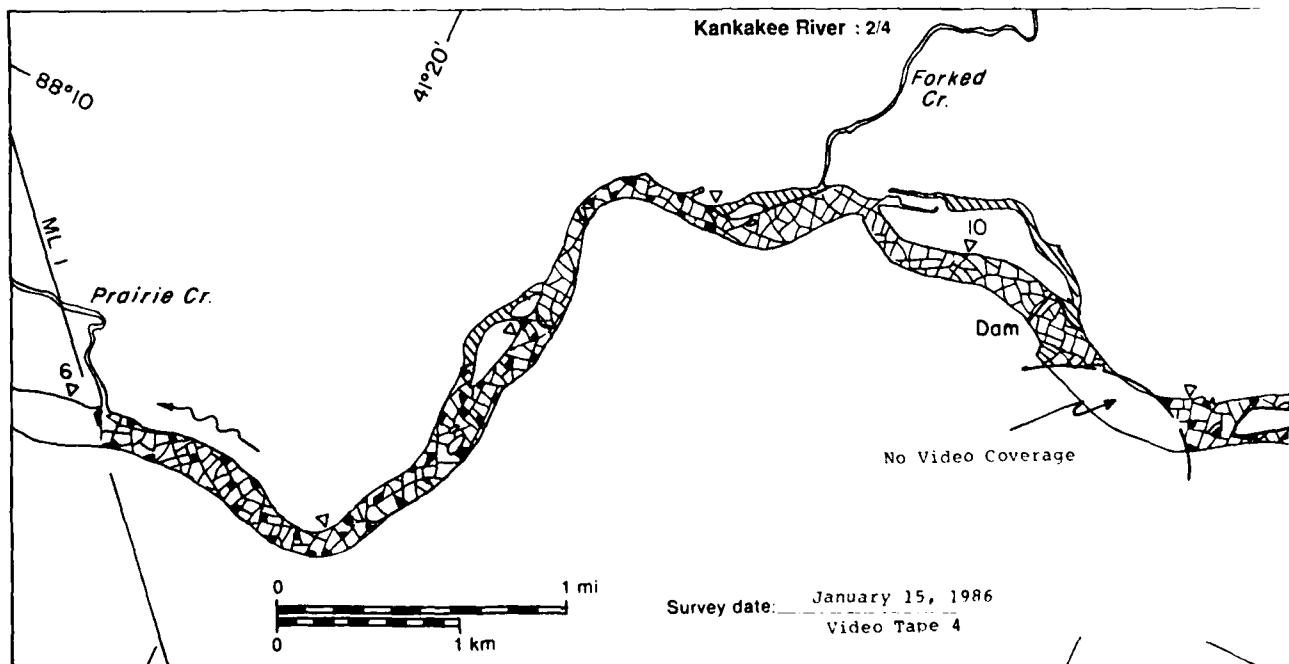 Kankakee River : 2/4
88°10
41°20'
Forked
Cr.
ML 1
Prairie Cr.
6
10
Dam
No Video Coverage
0 1 mi
0 1 km
Survey date: January 15, 1986
Video Tape 4